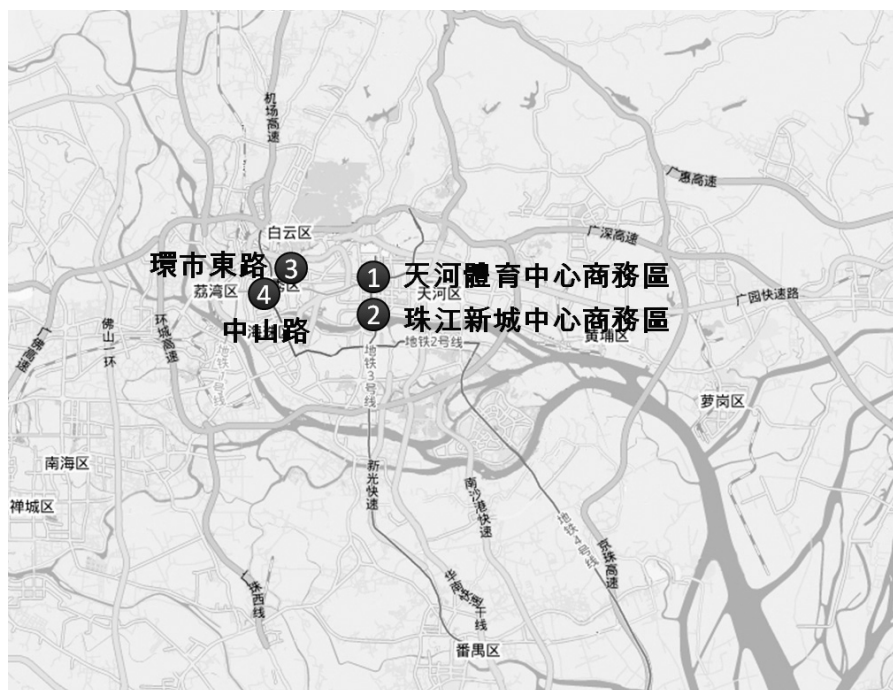 机场高速
广惠高速
白云区
广深高速
環市東路
3
1
天河體育中心商務區
荔湾区
4
天河区
广园快速路
2
珠江新城中心商務區
中山路
黄埔区
地铁2号线
广佛高速
佛山一环
环城高速
地铁3号线
萝岗区
南海区
新光快速
南沙港快速
禅城区
地铁4号线
京珠高速
广珠西线
华南快速干线
番禺区